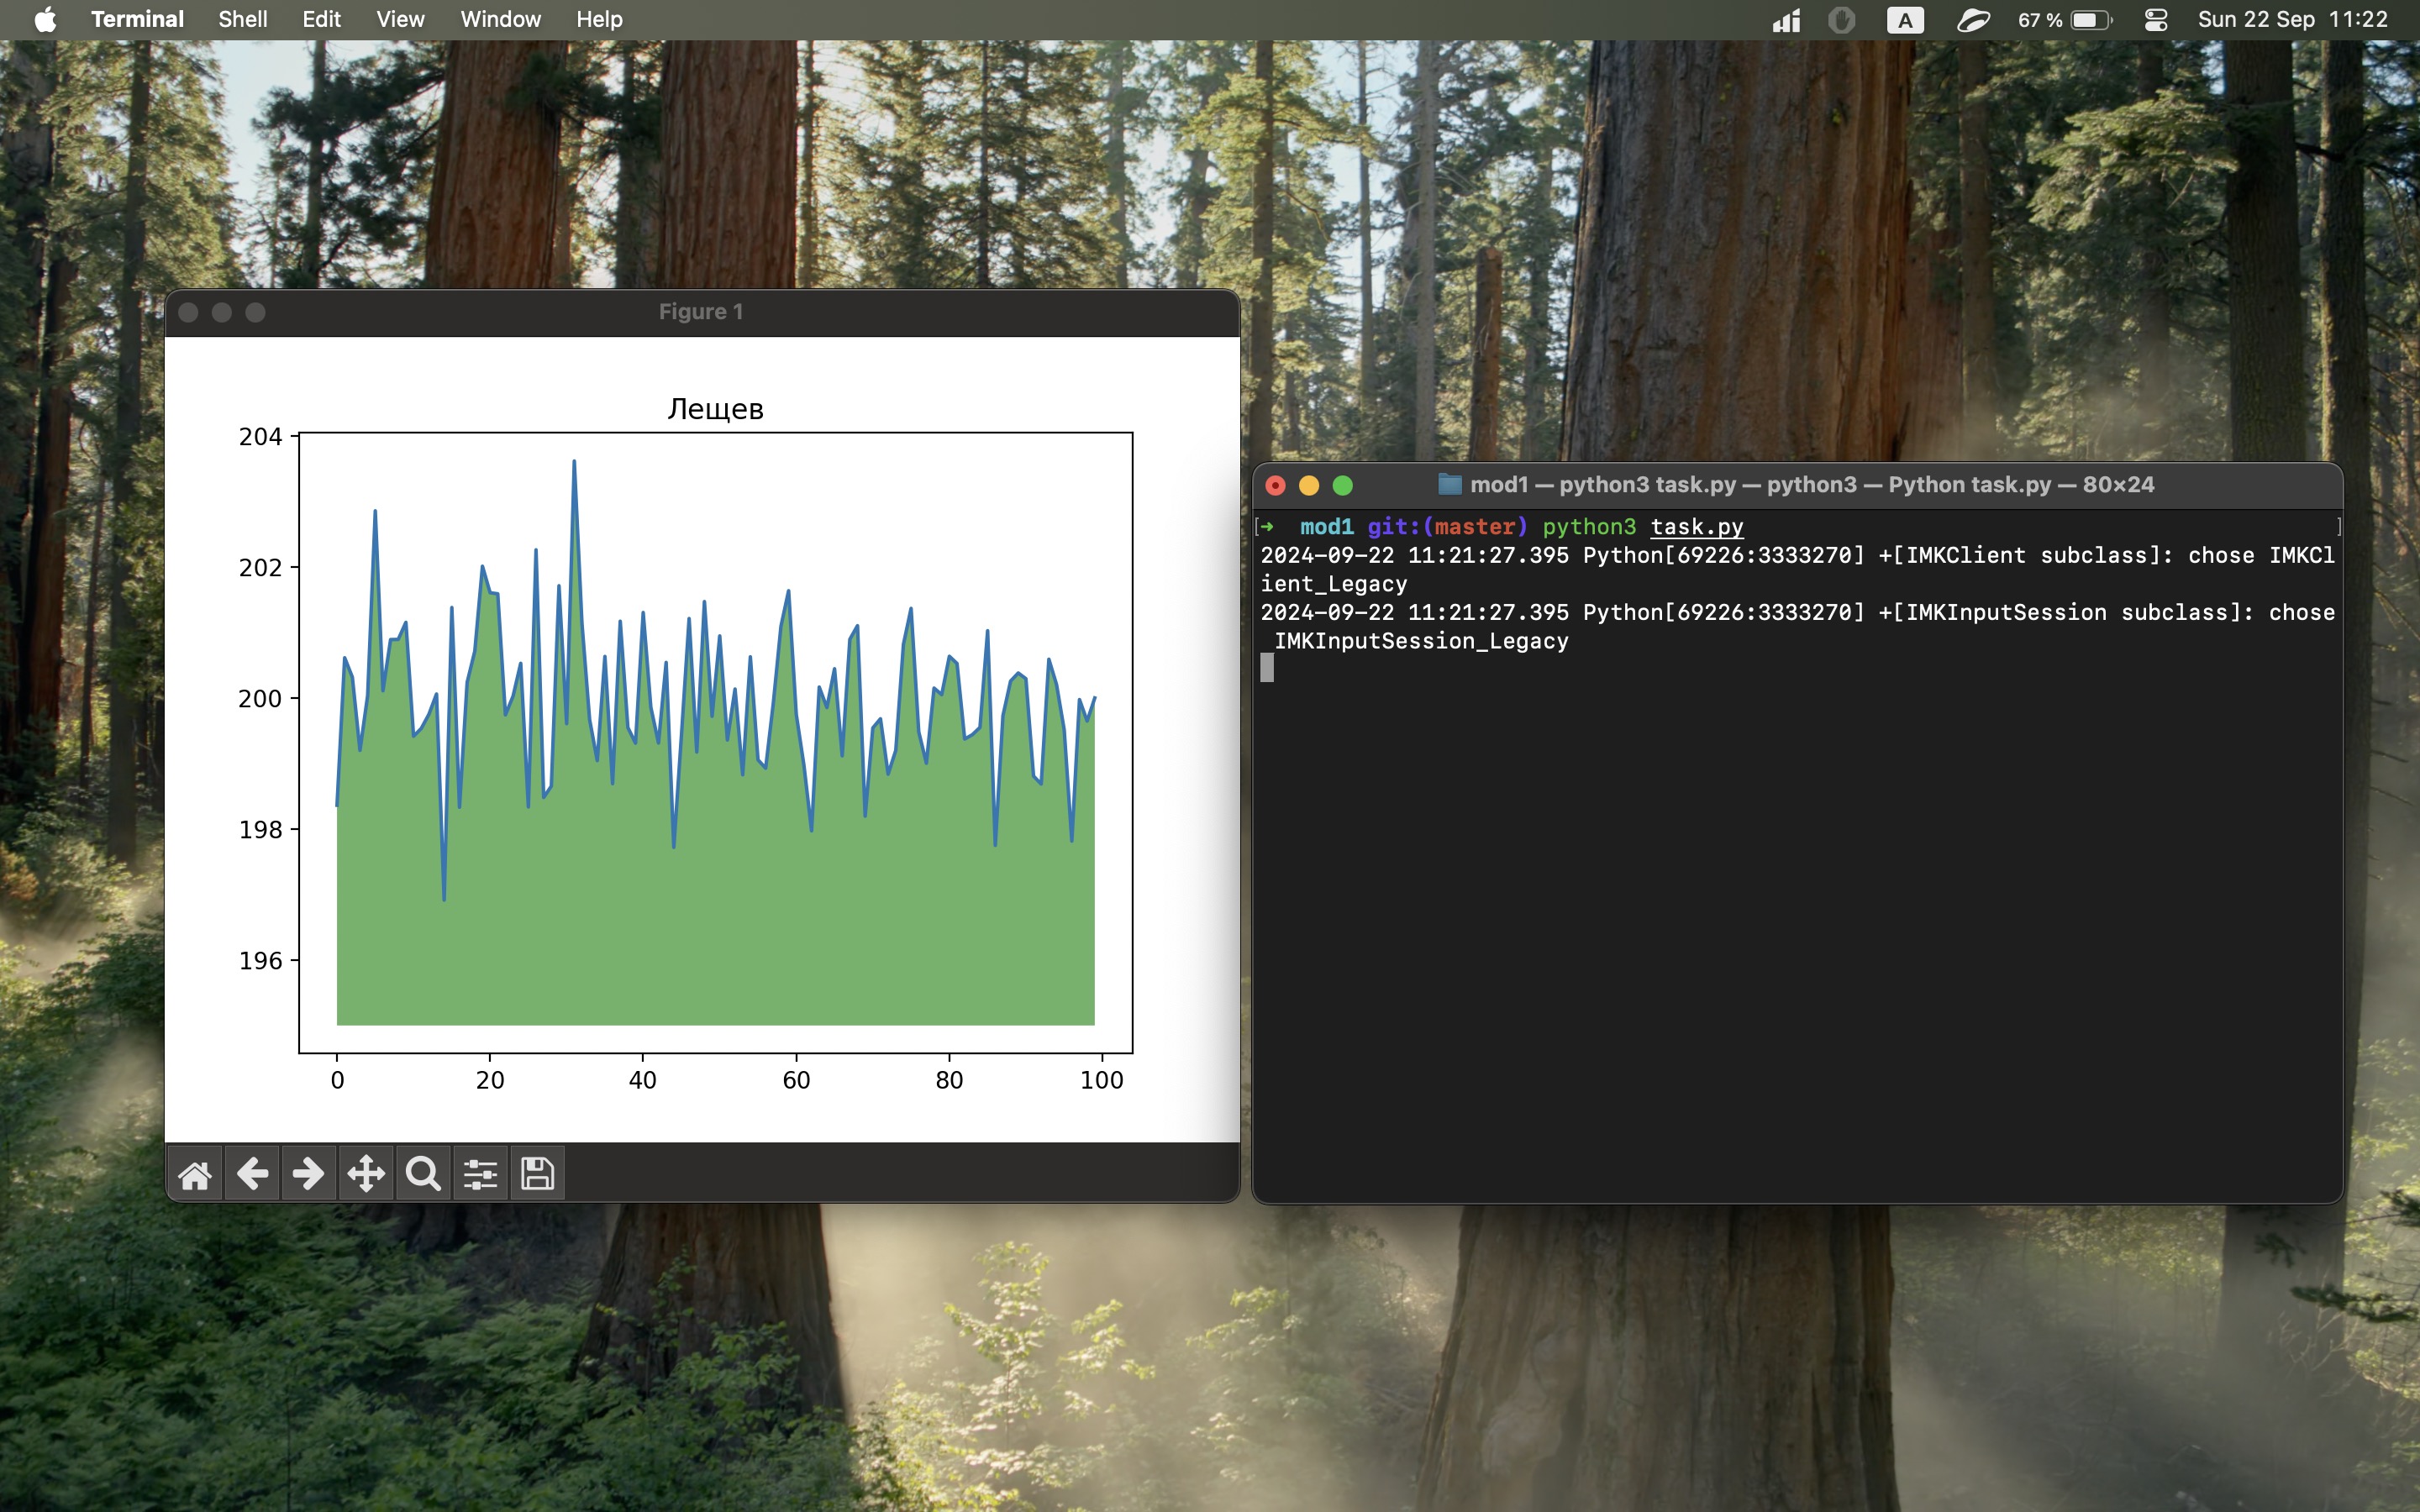 Terminal Shell Edit View Window Help
A 67 % Sun 22 Sep 11:22
Figure 1
Лещев
204
202
200
198
196
0 20 40 60 80 100
mod1 — python3 task.py — python3 — Python task.py — 80×24
[➜ mod1 git:(master) python3 task.py ]
2024-09-22 11:21:27.395 Python[69226:3333270] +[IMKClient subclass]: chose IMKCl
ient_Legacy
2024-09-22 11:21:27.395 Python[69226:3333270] +[IMKInputSession subclass]: chose
IMKInputSession_Legacy